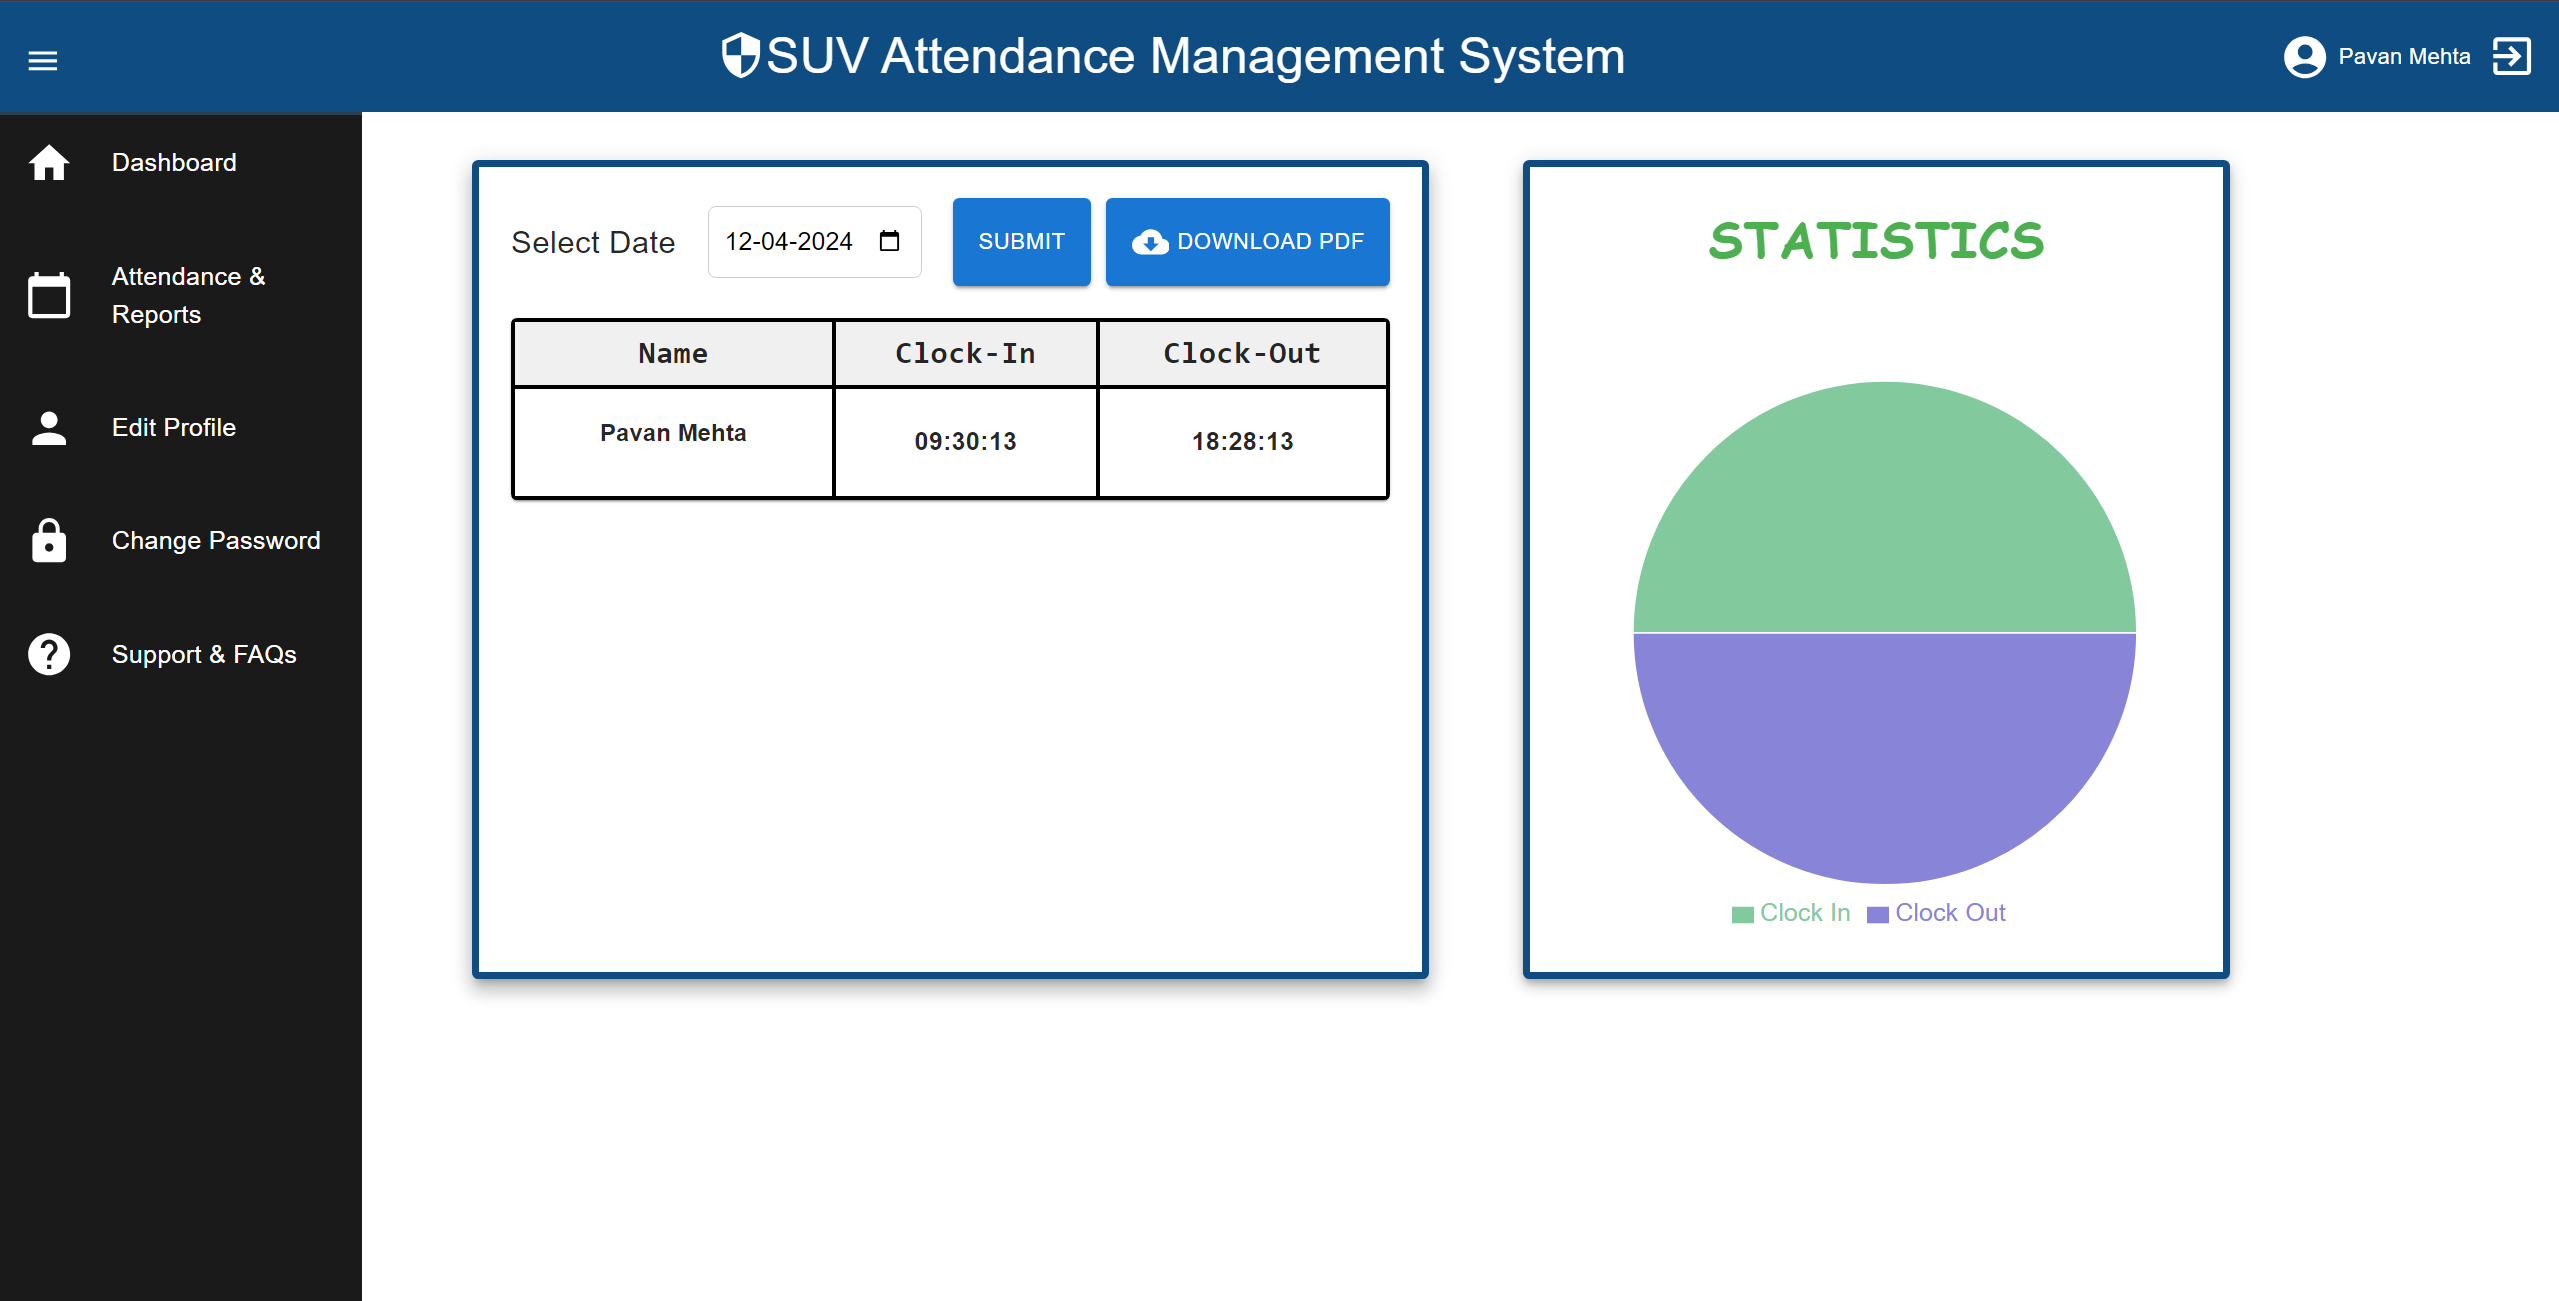 SUV Attendance Management System
Pavan Mehta
Dashboard
Attendance &
Reports
Edit Profile
Change Password
Support & FAQs
Select Date
12-04-2024
SUBMIT
DOWNLOAD PDF
Name Clock-In Clock-Out
Pavan Mehta 09:30:13 18:28:13
STATISTICS
Clock In Clock Out